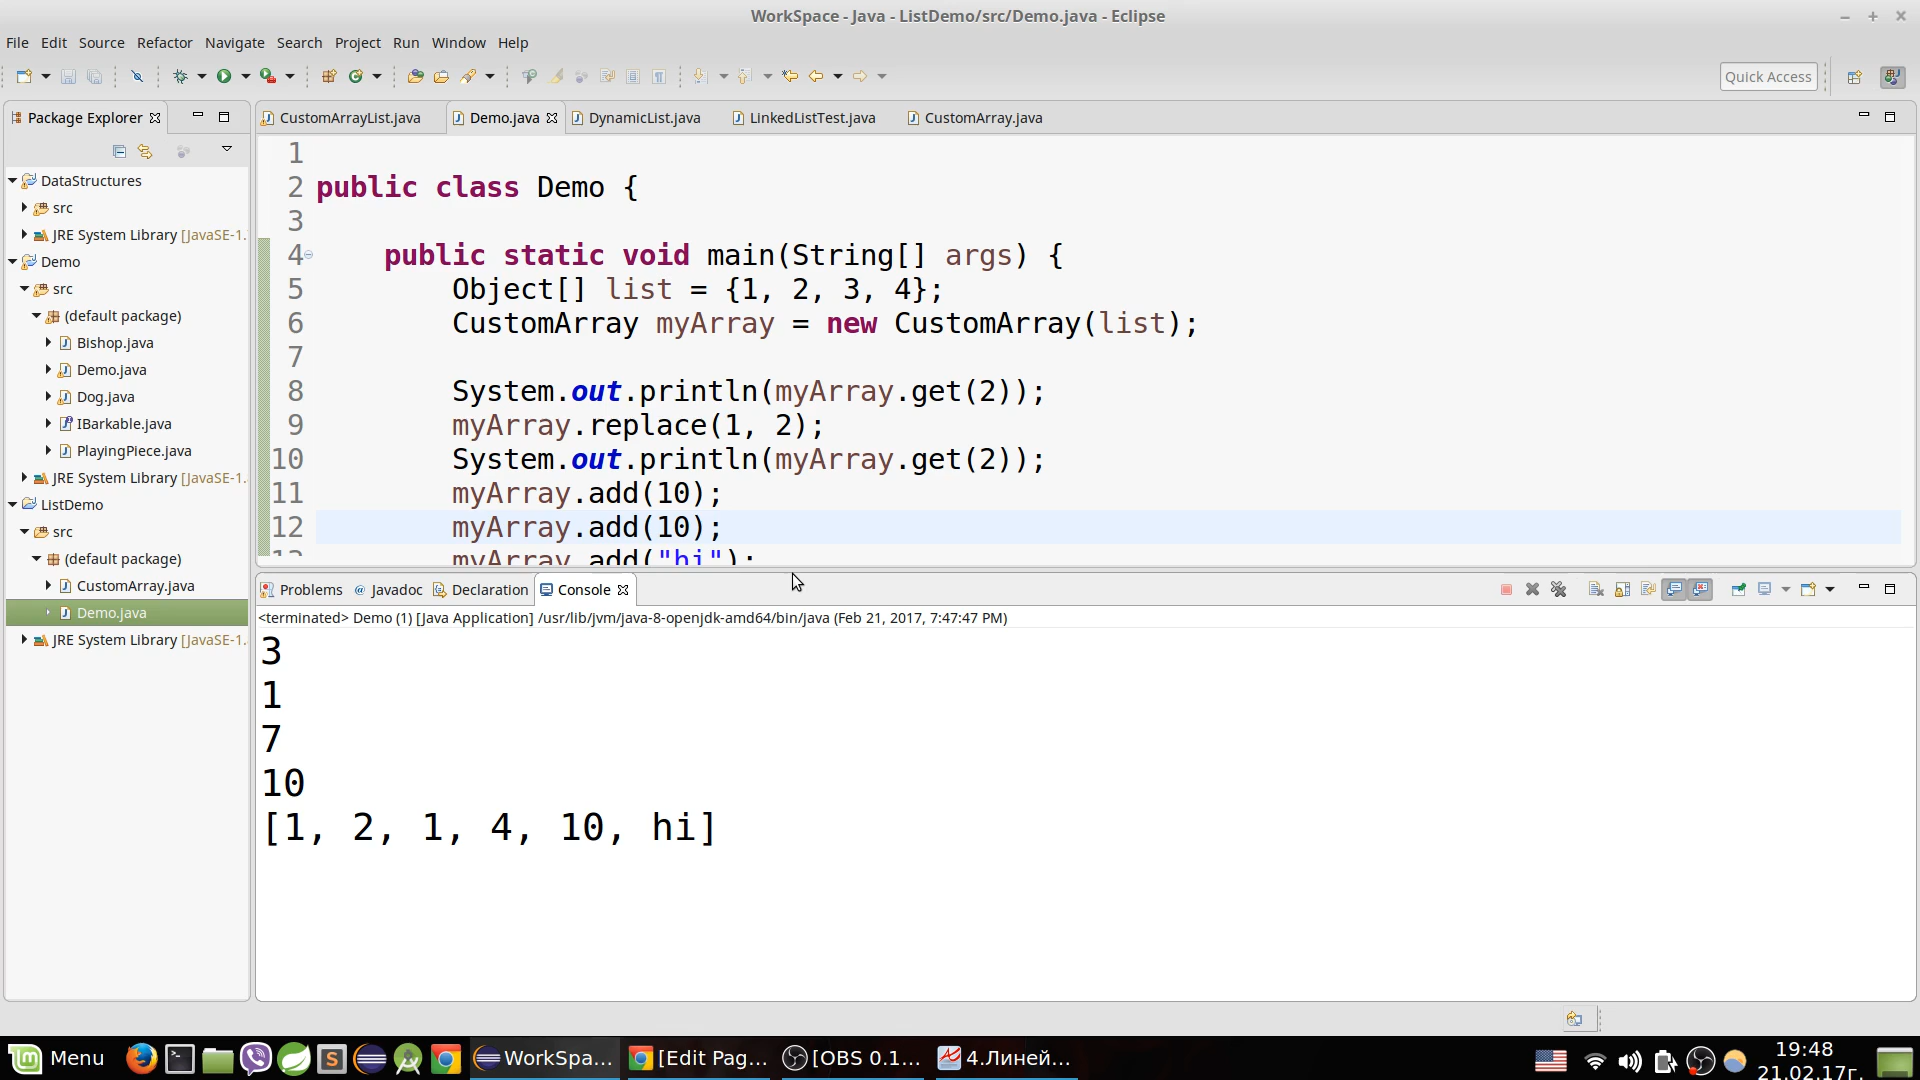 WorkSpace - Java - ListDemo/src/Demo.java - Eclipse
File Edit Source Refactor Navigate Search Project Run Window Help
Quick Access
Package Explorer
CustomArrayList.java Demo.java DynamicList.java LinkedListTest.java CustomArray.java
DataStructures
src
JRE System Library [JavaSE-1.
Demo
src
(default package)
Bishop.java
Demo.java
Dog.java
IBarkable.java
PlayingPiece.java
JRE System Library [JavaSE-1.
ListDemo
src
(default package)
CustomArray.java
Demo.java
JRE System Library [JavaSE-1.
1
2 public class Demo {
3
4 public static void main(String[] args) {
5 Object[] list = {1, 2, 3, 4};
6 CustomArray myArray = new CustomArray(list);
7
8 System.out.println(myArray.get(2));
9 myArray.replace(1, 2);
10 System.out.println(myArray.get(2));
11 myArray.add(10);
12 myArray.add(10);
13 myArray.add("hi");
Problems Javadoc Declaration Console
<terminated> Demo (1) [Java Application] /usr/lib/jvm/java-8-openjdk-amd64/bin/java (Feb 21, 2017, 7:47:47 PM)
3
1
7
10
[1, 2, 1, 4, 10, hi]
Menu WorkSpa... [Edit Pag... [OBS 0.1... 4.Линей... 19:48
21.02.17г.